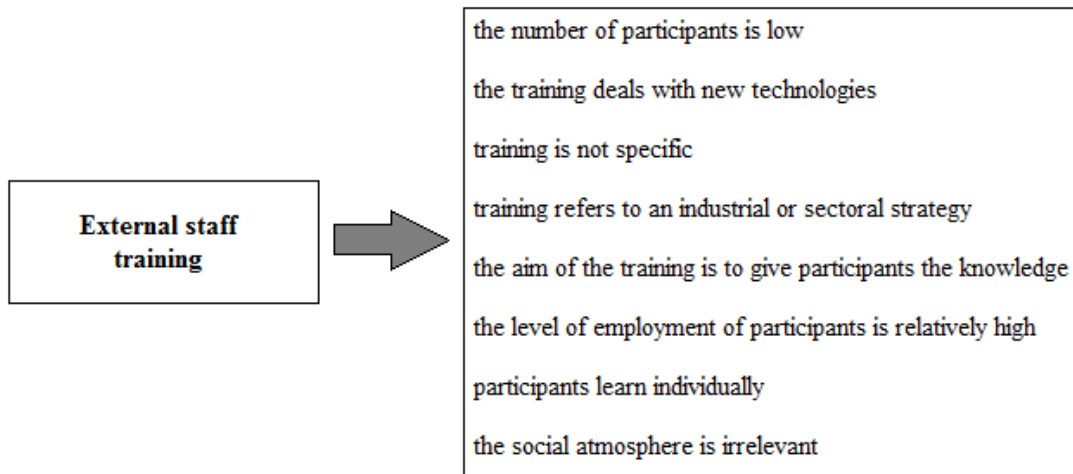 External staff
training
the number of participants is low
the training deals with new technologies
training is not specific
training refers to an industrial or sectoral strategy
the aim of the training is to give participants the knowledge
the level of employment of participants is relatively high
participants learn individually
the social atmosphere is irrelevant